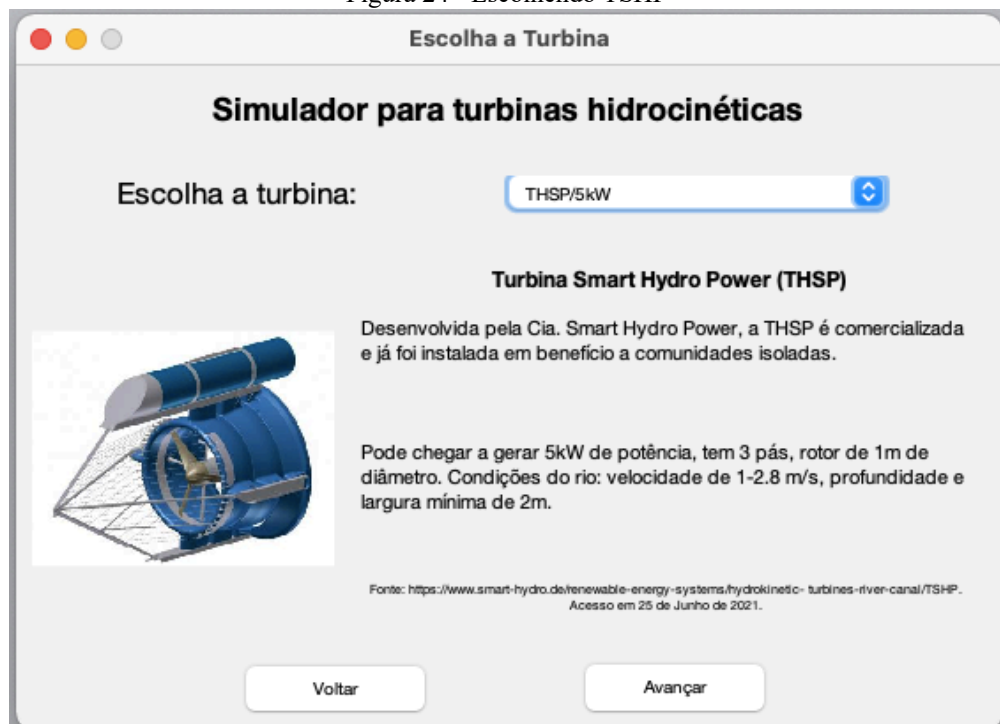 Figura 24 - Escolhendo TSHP
Escolha a Turbina
Simulador para turbinas hidrocinéticas
Escolha a turbina:
THSP/5kW
Turbina Smart Hydro Power (THSP)
Desenvolvida pela Cia. Smart Hydro Power, a THSP é comercializada
e já foi instalada em benefício a comunidades isoladas.
Pode chegar a gerar 5kW de potência, tem 3 pás, rotor de 1m de
diâmetro. Condições do rio: velocidade de 1-2.8 m/s, profundidade e
largura mínima de 2m.
Fonte: https://www.smart-hydro.de/renewable-energy-systems/hydrokinetic- turbines-river-canal/TSHP.
Acesso em 25 de Junho de 2021.
Voltar
Avançar